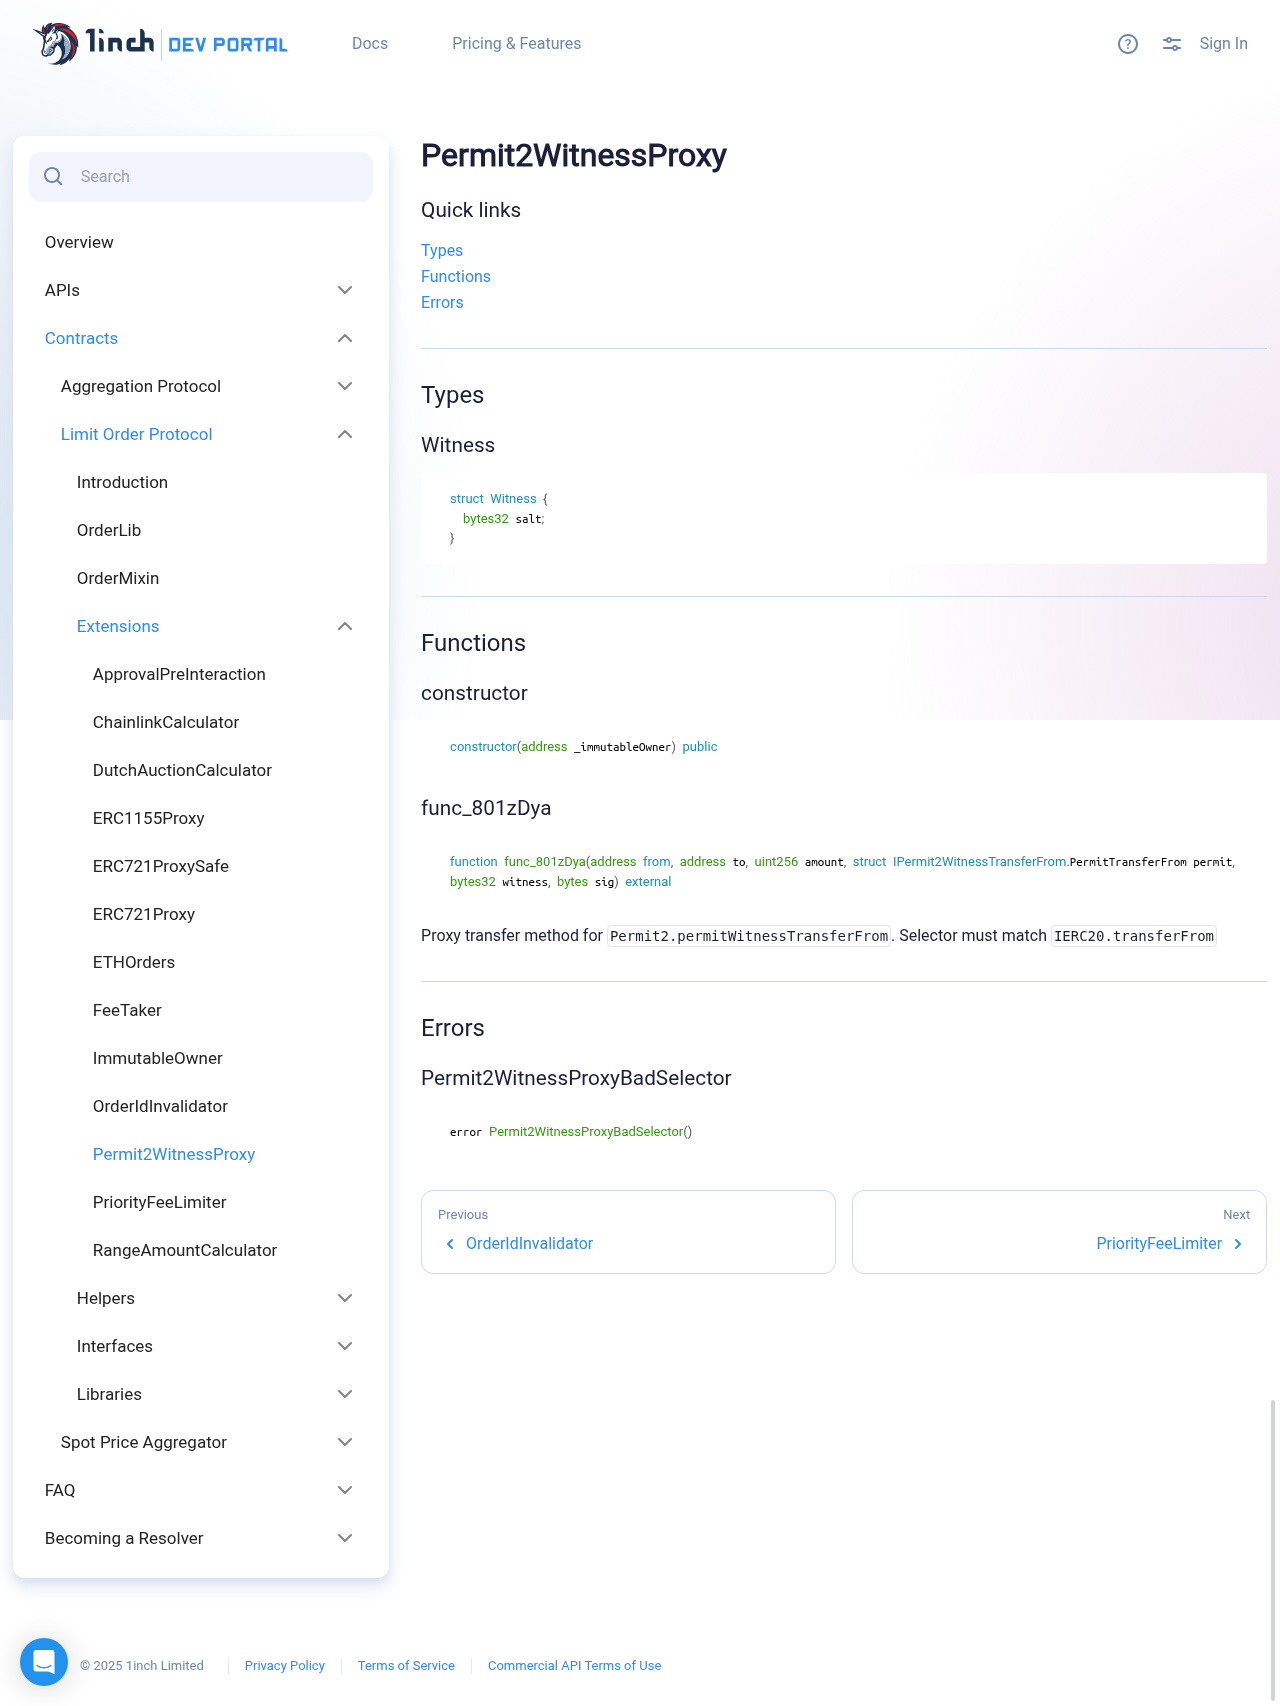 1inch DEV PORTAL
Docs
Pricing & Features
Sign In
Search
Overview
APIs
Contracts
Aggregation Protocol
Limit Order Protocol
Introduction
OrderLib
OrderMixin
Extensions
ApprovalPreInteraction
ChainlinkCalculator
DutchAuctionCalculator
ERC1155Proxy
ERC721ProxySafe
ERC721Proxy
ETHOrders
FeeTaker
ImmutableOwner
OrderIdInvalidator
Permit2WitnessProxy
PriorityFeeLimiter
RangeAmountCalculator
Helpers
Interfaces
Libraries
Spot Price Aggregator
FAQ
Becoming a Resolver
Permit2WitnessProxy
Quick links
Types
Functions
Errors
Types
Witness
struct Witness {
bytes32 salt;
}
Functions
constructor
constructor(address _immutableOwner) public
func_801zDya
function func_801zDya(address from, address to, uint256 amount, struct IPermit2WitnessTransferFrom.PermitTransferFrom permit,
bytes32 witness, bytes sig) external
Proxy transfer method for Permit2.permitWitnessTransferFrom. Selector must match IERC20.transferFrom
Errors
Permit2WitnessProxyBadSelector
error Permit2WitnessProxyBadSelector()
Previous
OrderIdInvalidator
Next
PriorityFeeLimiter
© 2025 1inch Limited
Privacy Policy
Terms of Service
Commercial API Terms of Use